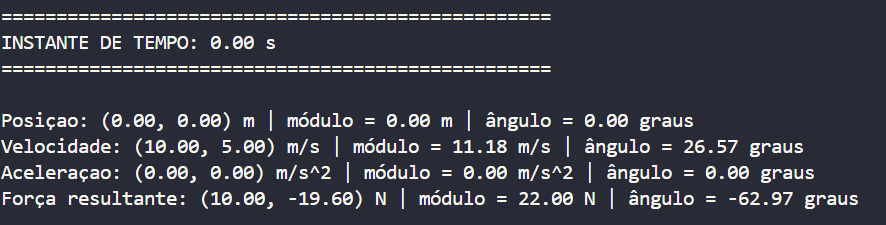 ==================================================
INSTANTE DE TEMPO: 0.00 s
==================================================
Posiçao: (0.00, 0.00) m | módulo = 0.00 m | ângulo = 0.00 graus
Velocidade: (10.00, 5.00) m/s | módulo = 11.18 m/s | ângulo = 26.57 graus
Aceleraçao: (0.00, 0.00) m/s^2 | módulo = 0.00 m/s^2 | ângulo = 0.00 graus
Força resultante: (10.00, -19.60) N | módulo = 22.00 N | ângulo = -62.97 graus